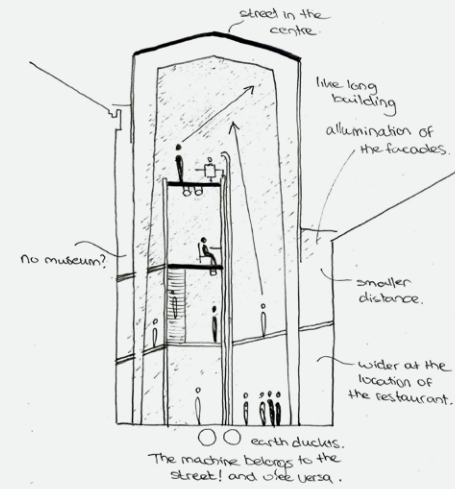 street in the
centre.
like long
building
allumination of
the facades.
no museum?
smaller
distance.
wider at the
location of
the restaurant.
earth duckts.
The machine belongs to the
street! and vice versa.